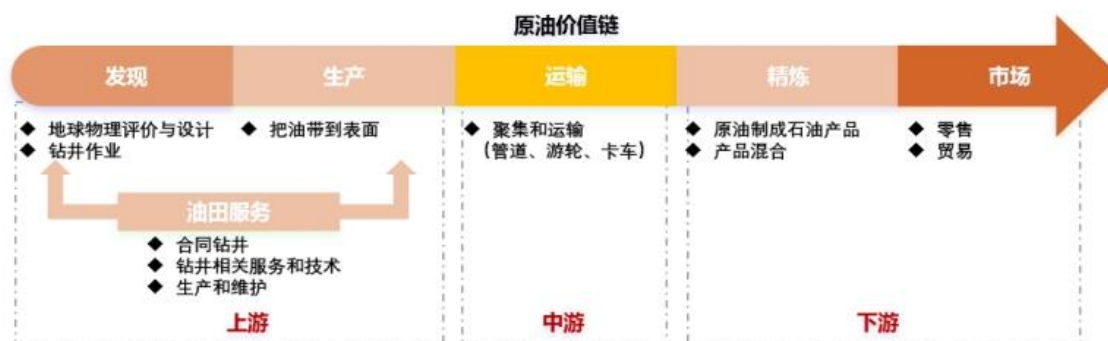 原油价值链
发现 生产 运输 精炼 市场
◆ 地球物理评价与设计
◆ 钻井作业
◆ 把油带到表面
◆ 聚集和运输
（管道、游轮、卡车）
◆ 原油制成石油产品
◆ 产品混合
◆ 零售
◆ 贸易
油田服务
◆ 合同钻井
◆ 钻井相关服务和技术
◆ 生产和维护
上游 中游 下游